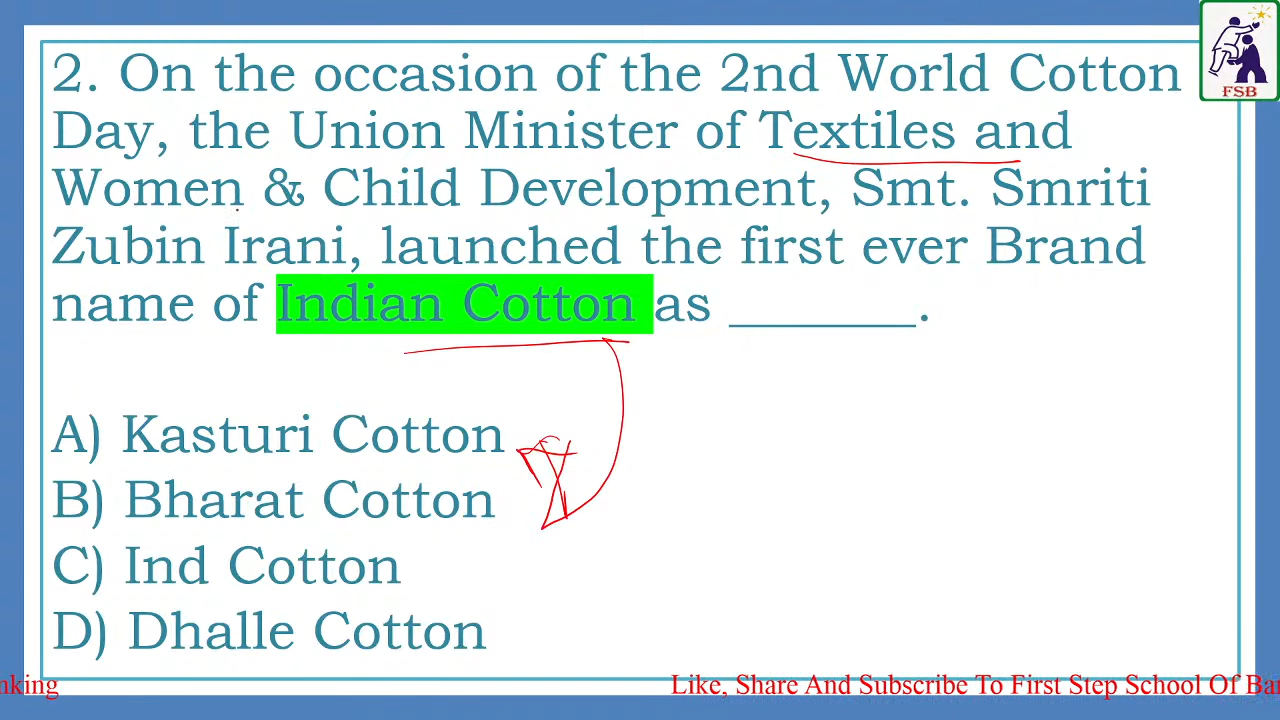 FSB
2. On the occasion of the 2nd World Cotton
Day, the Union Minister of Textiles and
Women & Child Development, Smt. Smriti
Zubin Irani, launched the first ever Brand
name of Indian Cotton as _______.
A) Kasturi Cotton
B) Bharat Cotton
C) Ind Cotton
D) Dhalle Cotton
nking Like, Share And Subscribe To First Step School Of Ba